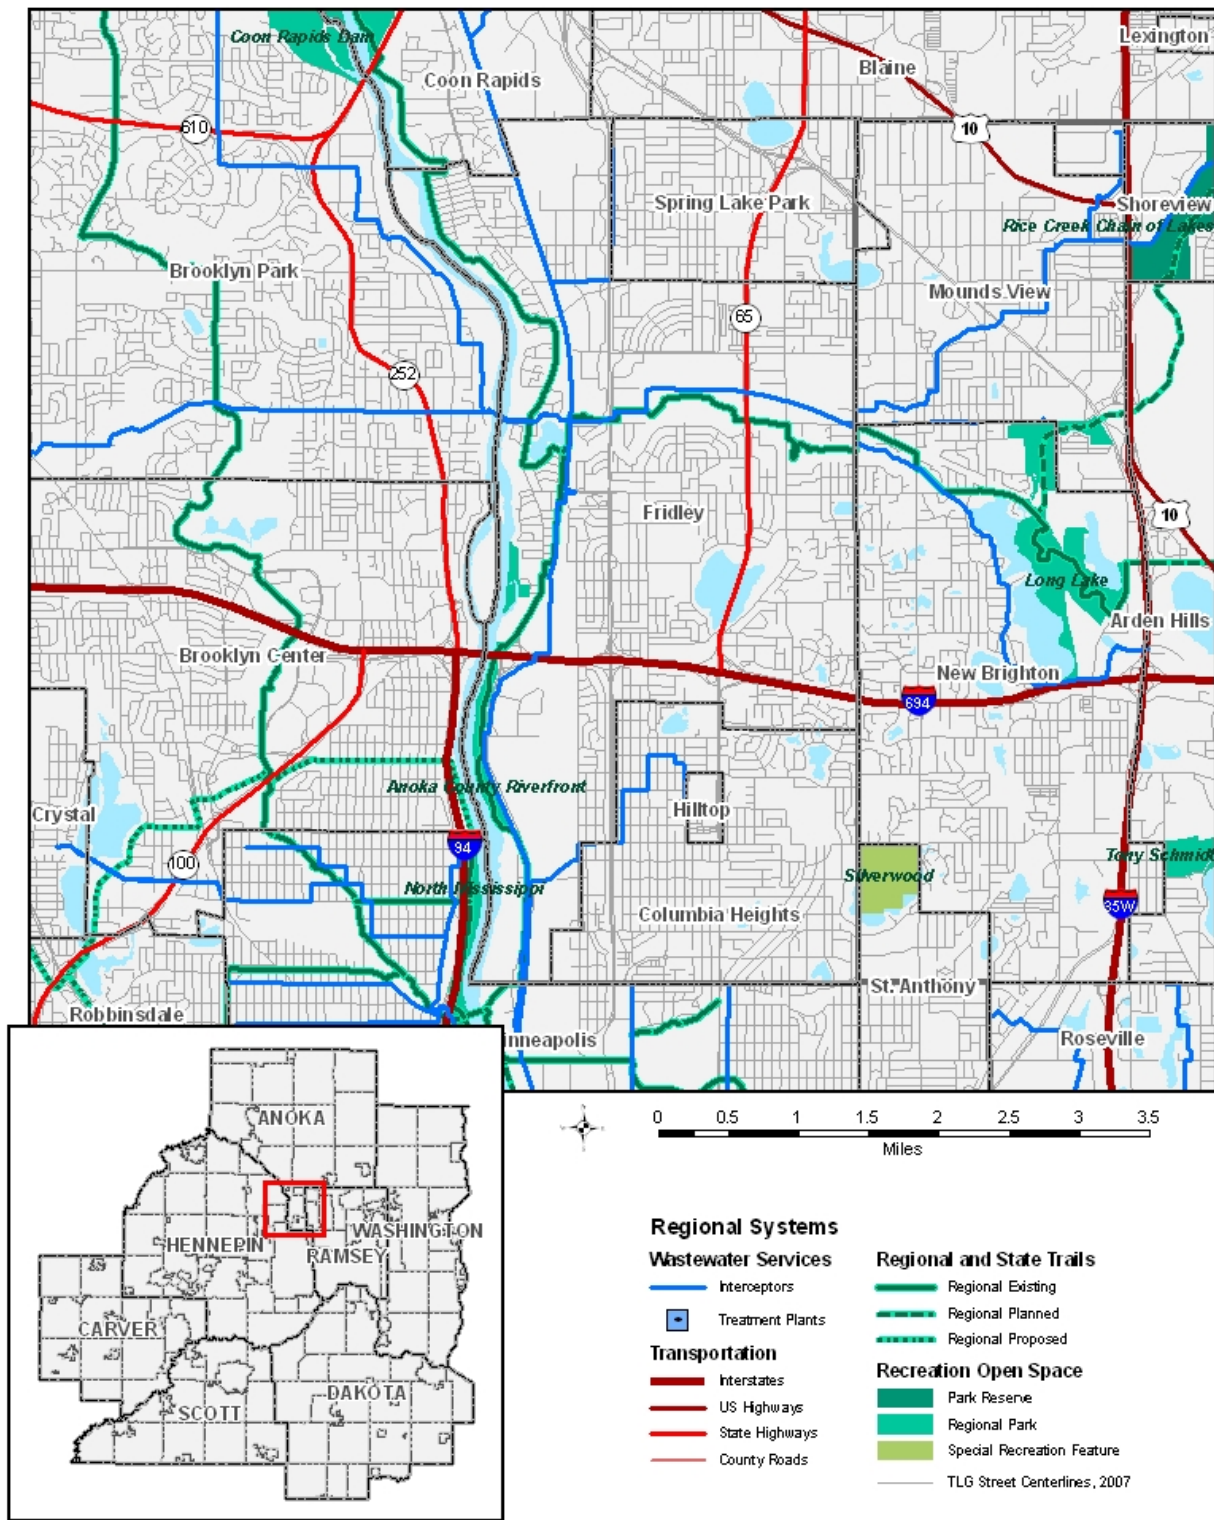 Coon Rapids Dam
Coon Rapids
Blaine
Lexington
610
10
Spring Lake Park
Shoreview
Rice Creek Chain of Lakes
Brooklyn Park
Mounds View
65
252
Fridley
10
Long Lake
Arden Hills
Brooklyn Center
New Brighton
694
Anoka County Riverfront
Crystal
Hilltop
94
100
Tony Schmidt
Silverwood
North Mississippi
35W
Columbia Heights
St. Anthony
Robbinsdale
inneapolis
Roseville
ANOKA
WASHINGTON
HENNEPIN
RAMSEY
CARVER
DAKOTA
SCOTT
0 0.5 1 1.5 2 2.5 3 3.5
Miles
Regional Systems
Wastewater Services
Interceptors
Treatment Plants
Transportation
Interstates
US Highways
State Highways
County Roads
Regional and State Trails
Regional Existing
Regional Planned
Regional Proposed
Recreation Open Space
Park Reserve
Regional Park
Special Recreation Feature
TLG Street Centerlines, 2007